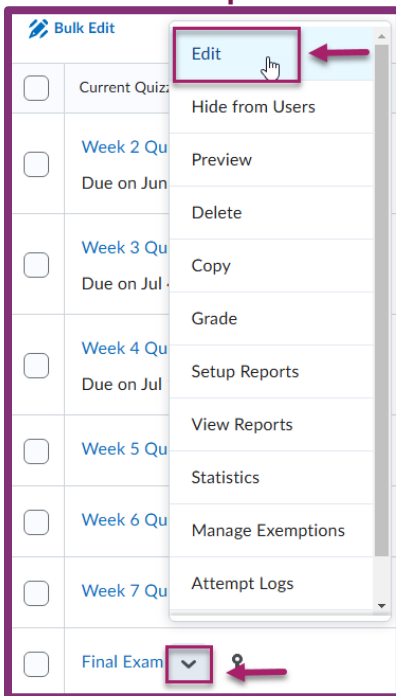 Bulk Edit
Current Quiz
Week 2 Qu
Due on Jun
Week 3 Qu
Due on Jul
Week 4 Qu
Due on Jul
Week 5 Qu
Week 6 Qu
Week 7 Qu
Final Exam
Edit
Hide from Users
Preview
Delete
Copy
Grade
Setup Reports
View Reports
Statistics
Manage Exemptions
Attempt Logs